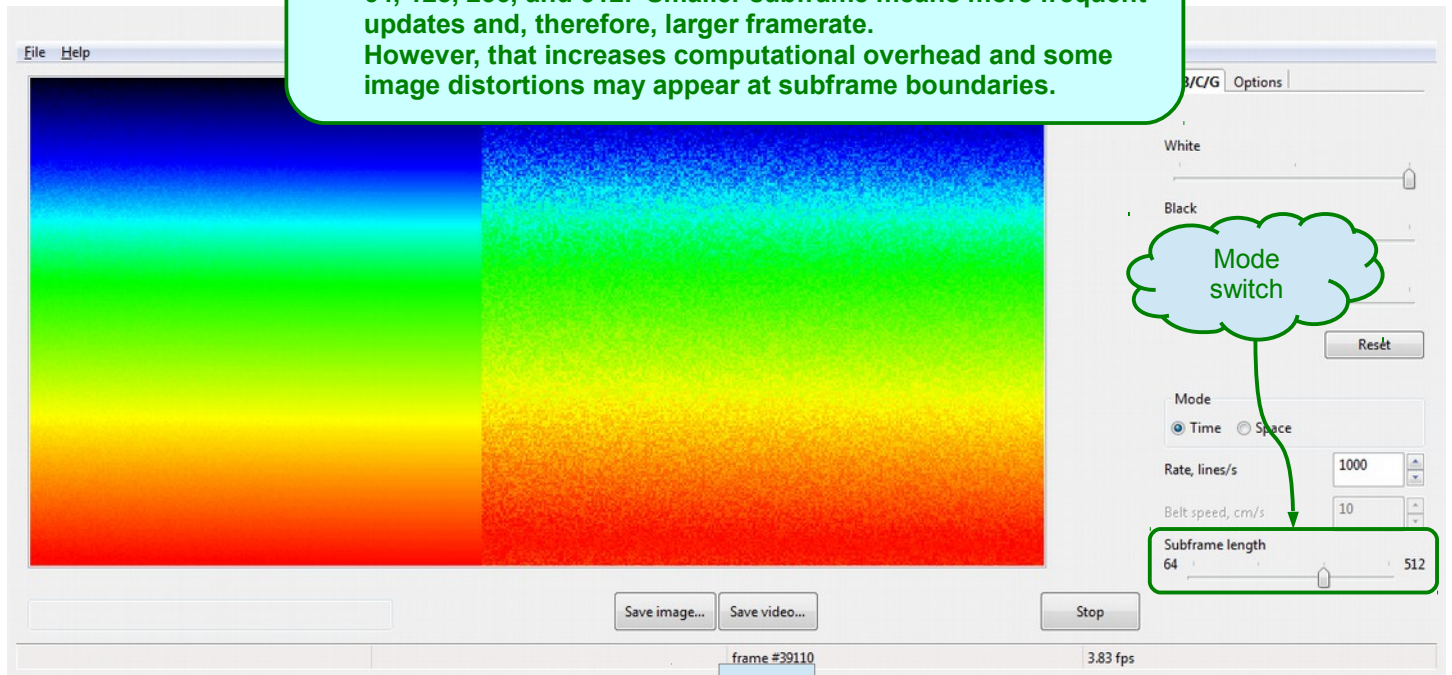 updates and, therefore, larger framerate.
However, that increases computational overhead and some
image distortions may appear at subframe boundaries.
File Help
B/C/G Options
White
Black
Mode
switch
Reset
Mode
Time Space
Rate, lines/s 1000
Belt speed, cm/s 10
Subframe length
64 512
Save image... Save video... Stop
frame #39110 3.83 fps